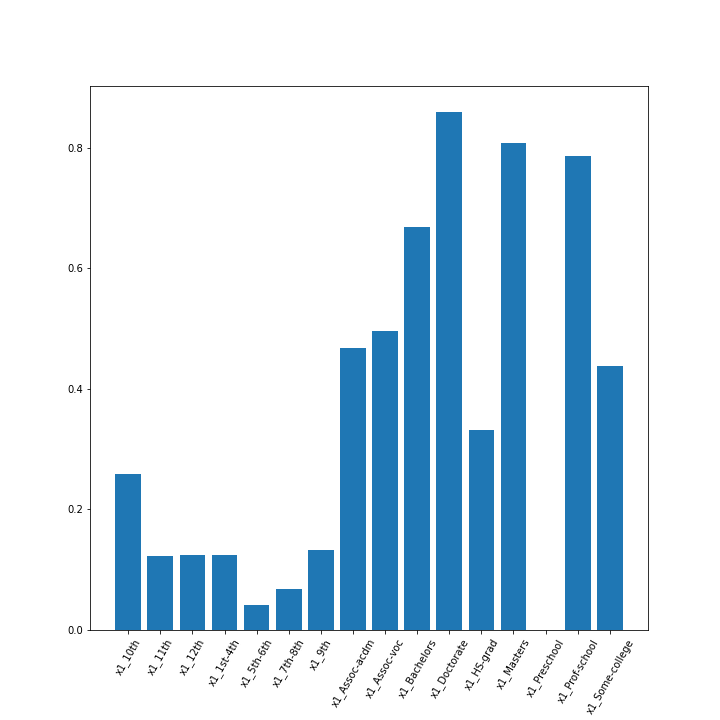 0.8
0.6
0.4
0.2
0.0
x1_10th
x1_11th
x1_12th
x1_1st-4th
x1_5th-6th
x1_7th-8th
x1_9th
x1_Assoc-acdm
x1_Assoc-voc
x1_Bachelors
x1_Doctorate
x1_HS-grad
x1_Masters
x1_Preschool
x1_Prof-school
x1_Some-college